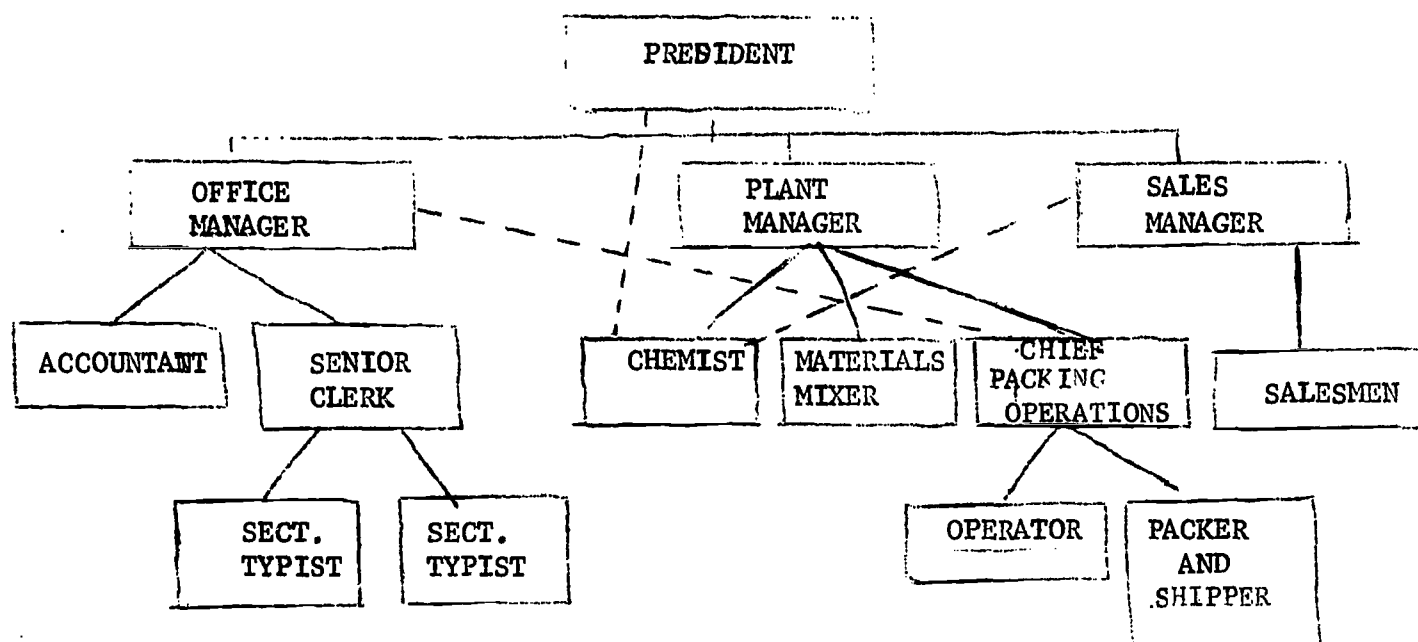 PRESIDENT
OFFICE
MANAGER
PLANT
MANAGER
SALES
MANAGER
ACCOUNTANT
SENIOR
CLERK
CHEMIST
MATERIALS
MIXER
CHIEF
PACKING
OPERATIONS
SALESMEN
SECT.
TYPIST
SECT.
TYPIST
OPERATOR
PACKER
AND
SHIPPER